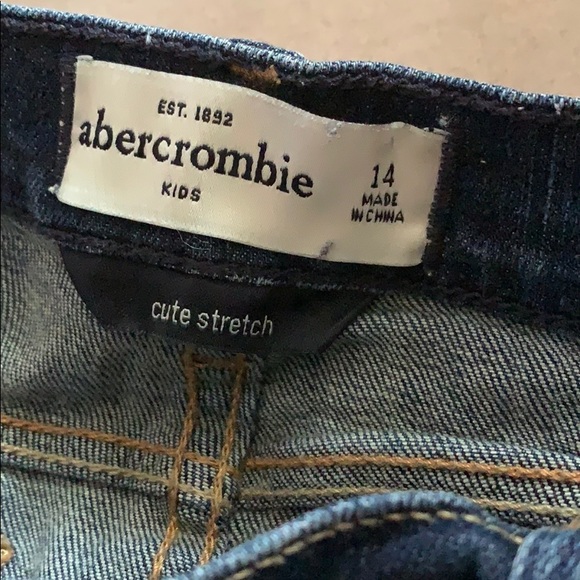 EST. 1892
abercrombie
KIDS
14
MADE
IN CHINA
cute stretch